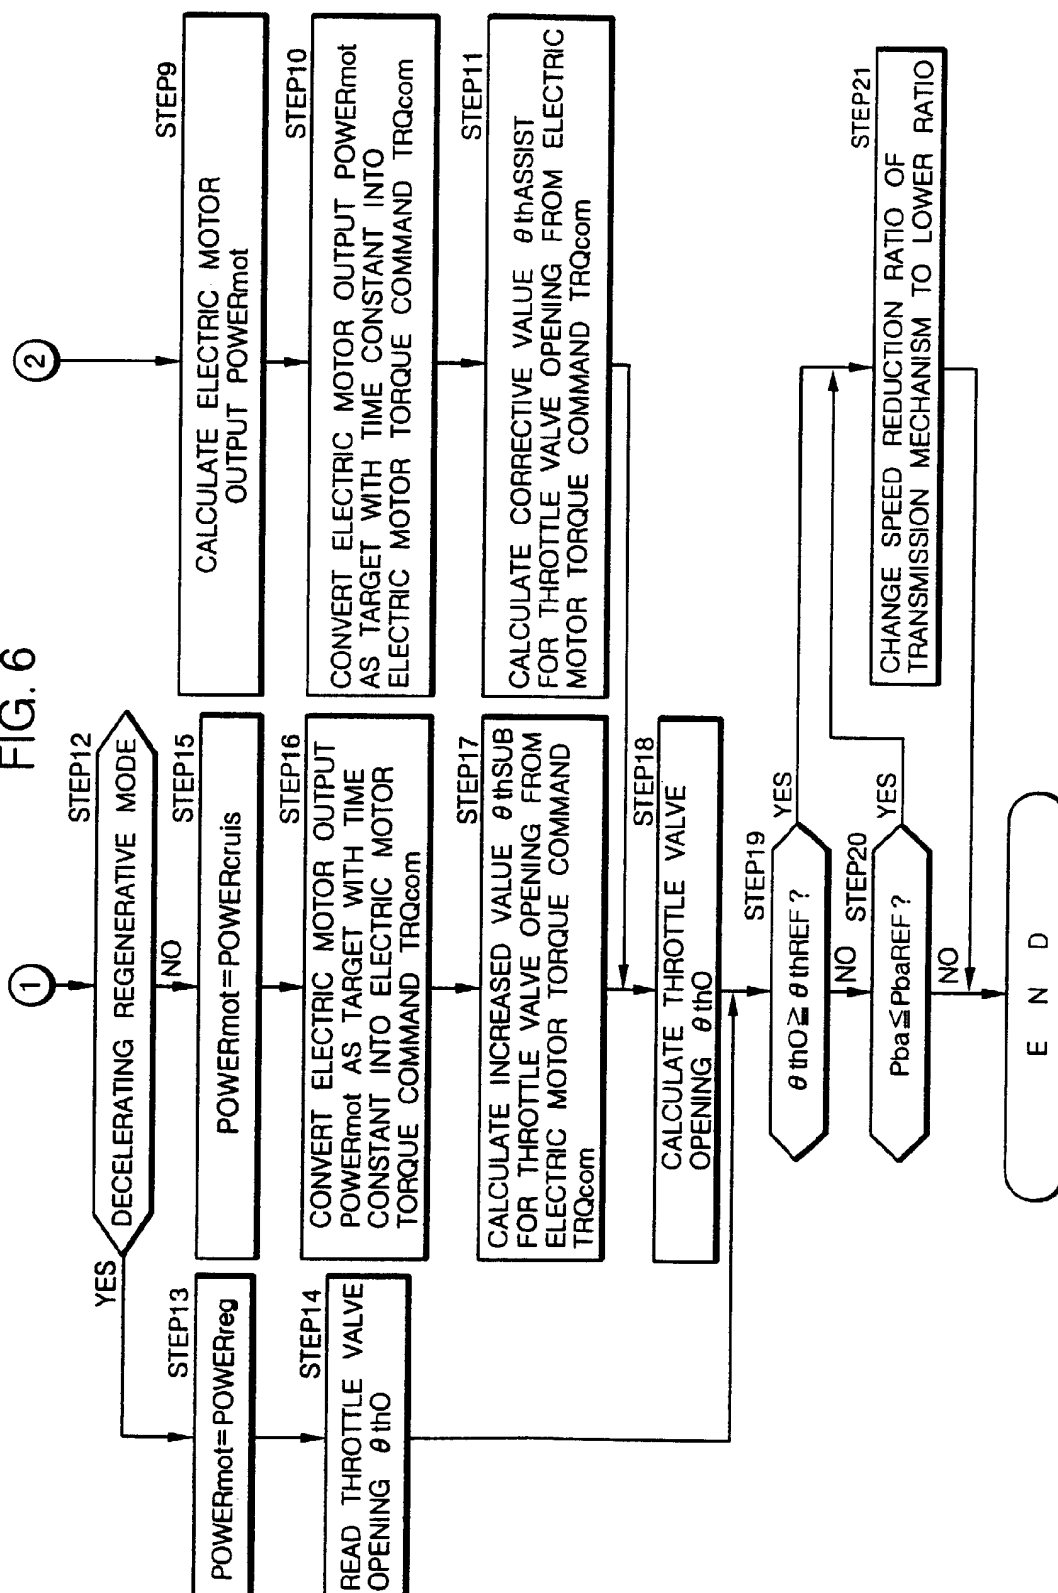 FIG. 6
1
STEP12
DECELERATING REGENERATIVE MODE
YES
NO
STEP13
POWERmot=POWERreg
STEP14
READ THROTTLE VALVE
OPENING θthO
STEP15
POWERmot=POWERcruis
STEP16
CONVERT ELECTRIC MOTOR OUTPUT
POWERmot AS TARGET WITH TIME
CONSTANT INTO ELECTRIC MOTOR
TORQUE COMMAND TRQcom
STEP17
CALCULATE INCREASED VALUE θthSUB
FOR THROTTLE VALVE OPENING FROM
ELECTRIC MOTOR TORQUE COMMAND
TRQcom
2
STEP9
CALCULATE ELECTRIC MOTOR
OUTPUT POWERmot
STEP10
CONVERT ELECTRIC MOTOR OUTPUT POWERmot
AS TARGET WITH TIME CONSTANT INTO
ELECTRIC MOTOR TORQUE COMMAND TRQcom
STEP11
CALCULATE CORRECTIVE VALUE θthASSIST
FOR THROTTLE VALVE OPENING FROM ELECTRIC
MOTOR TORQUE COMMAND TRQcom
STEP18
CALCULATE THROTTLE VALVE
OPENING θthO
STEP19
θthO≧θthREF?
YES
NO
STEP20
Pba≦PbaREF?
YES
NO
STEP21
CHANGE SPEED REDUCTION RATIO OF
TRANSMISSION MECHANISM TO LOWER RATIO
END